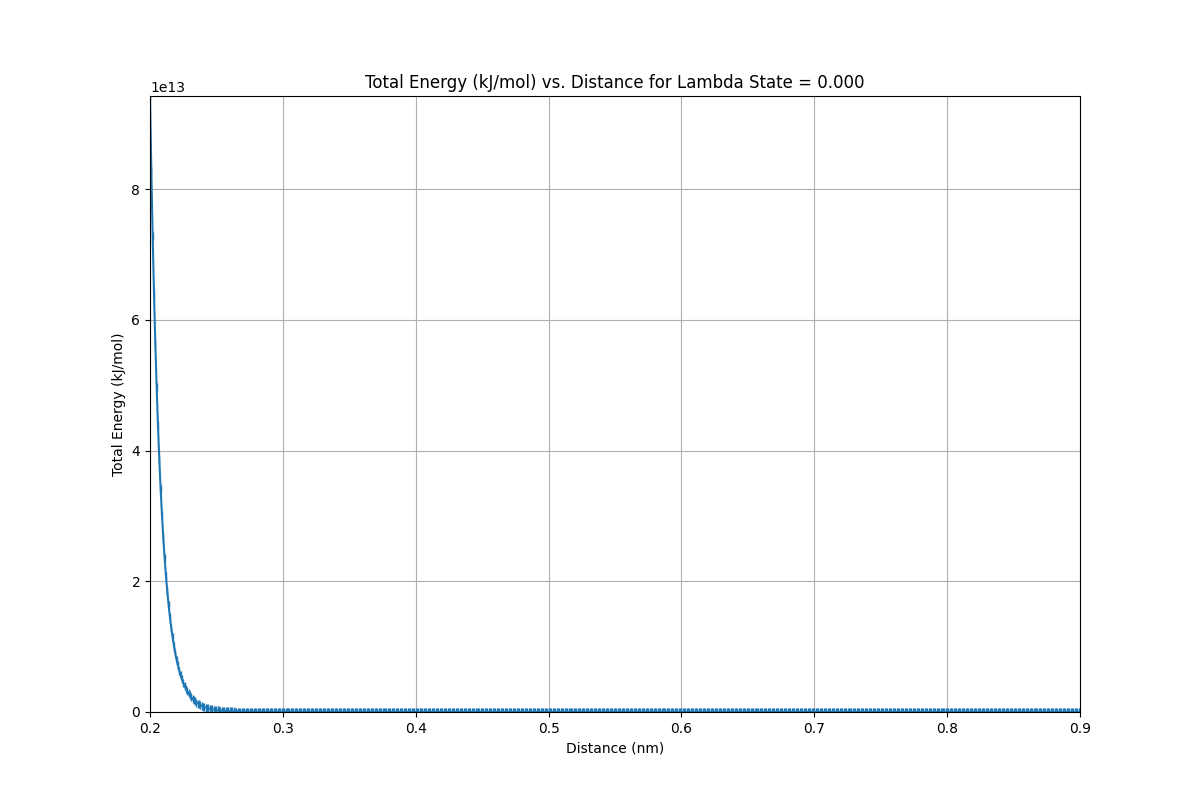 Total Energy (kJ/mol) vs. Distance for Lambda State = 0.000
1e13
8
6
4
2
0
Total Energy (kJ/mol)
0.2 0.3 0.4 0.5 0.6 0.7 0.8 0.9
Distance (nm)